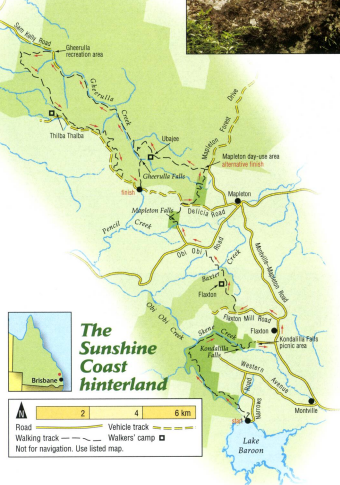 Sam Kelly Road
Gheerulla
recreation area
Gheerulla
Creek
Mapleton Forest Drive
Thilba Thalba
Ubajee
Mapleton day-use area
alternative finish
Gheerulla Falls
finish
Mapleton
Mapleton Falls
Delicia Road
Pencil Creek
Obi Obi Road
Montville–Mapleton Road
Baxter Creek
Flaxton
Obi Obi Creek
Flaxton Mill Road
Skene Creek
Flaxton
Kondalilla Falls
picnic area
Kondalilla
Falls
Western Avenue
Narrows Road
Montville
start
Lake
Baroon
Brisbane
The
Sunshine
Coast
hinterland
N
2 4 6 km
Road Vehicle track
Walking track Walkers' camp
Not for navigation. Use listed map.